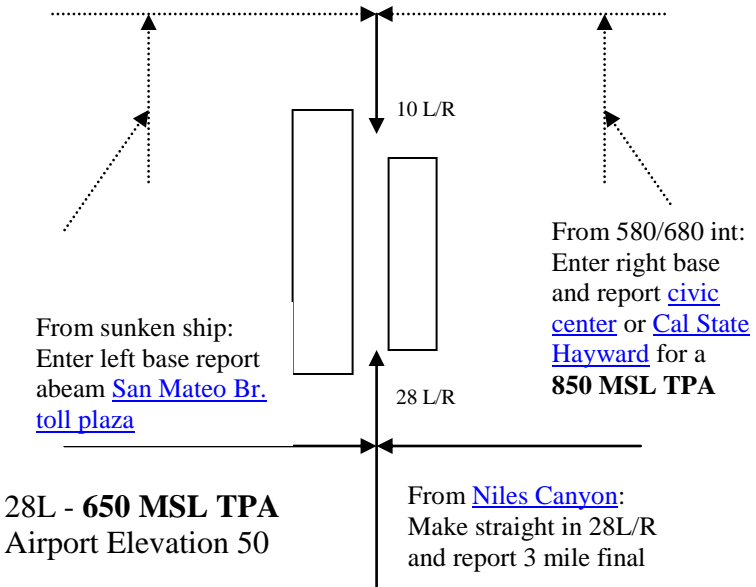 10 L/R
From 580/680 int:
Enter right base
and report civic
center or Cal State
Hayward for a
850 MSL TPA
From sunken ship:
Enter left base report
abeam San Mateo Br.
toll plaza
28 L/R
28L - 650 MSL TPA
Airport Elevation 50
From Niles Canyon:
Make straight in 28L/R
and report 3 mile final